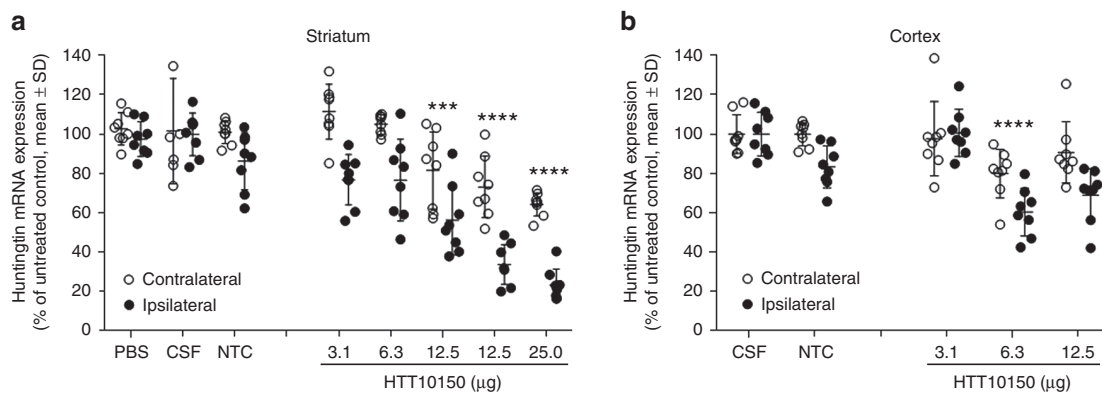 a
Striatum
Huntingtin mRNA expression
(% of untreated control, mean ± SD)
140
120
100
80
60
40
20
0
***
****
****
Contralateral
Ipsilateral
PBS CSF NTC 3.1 6.3 12.5 12.5 25.0
HTT10150 (μg)
b
Cortex
Huntingtin mRNA expression
(% of untreated control, mean ± SD)
140
120
100
80
60
40
20
0
****
Contralateral
Ipsilateral
CSF NTC 3.1 6.3 12.5
HTT10150 (μg)